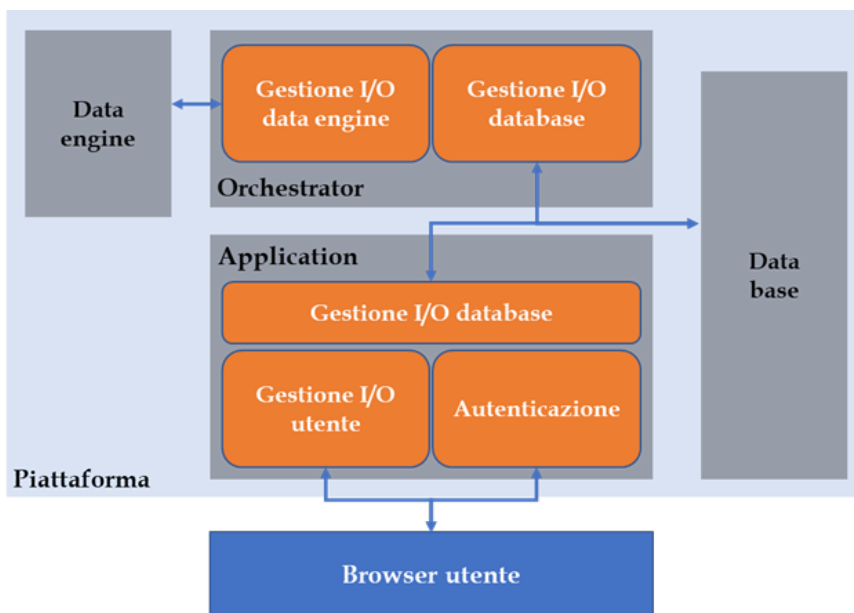 Data
engine
Gestione I/O
data engine
Gestione I/O
database
Orchestrator
Application
Gestione I/O database
Gestione I/O
utente
Autenticazione
Data
base
Piattaforma
Browser utente